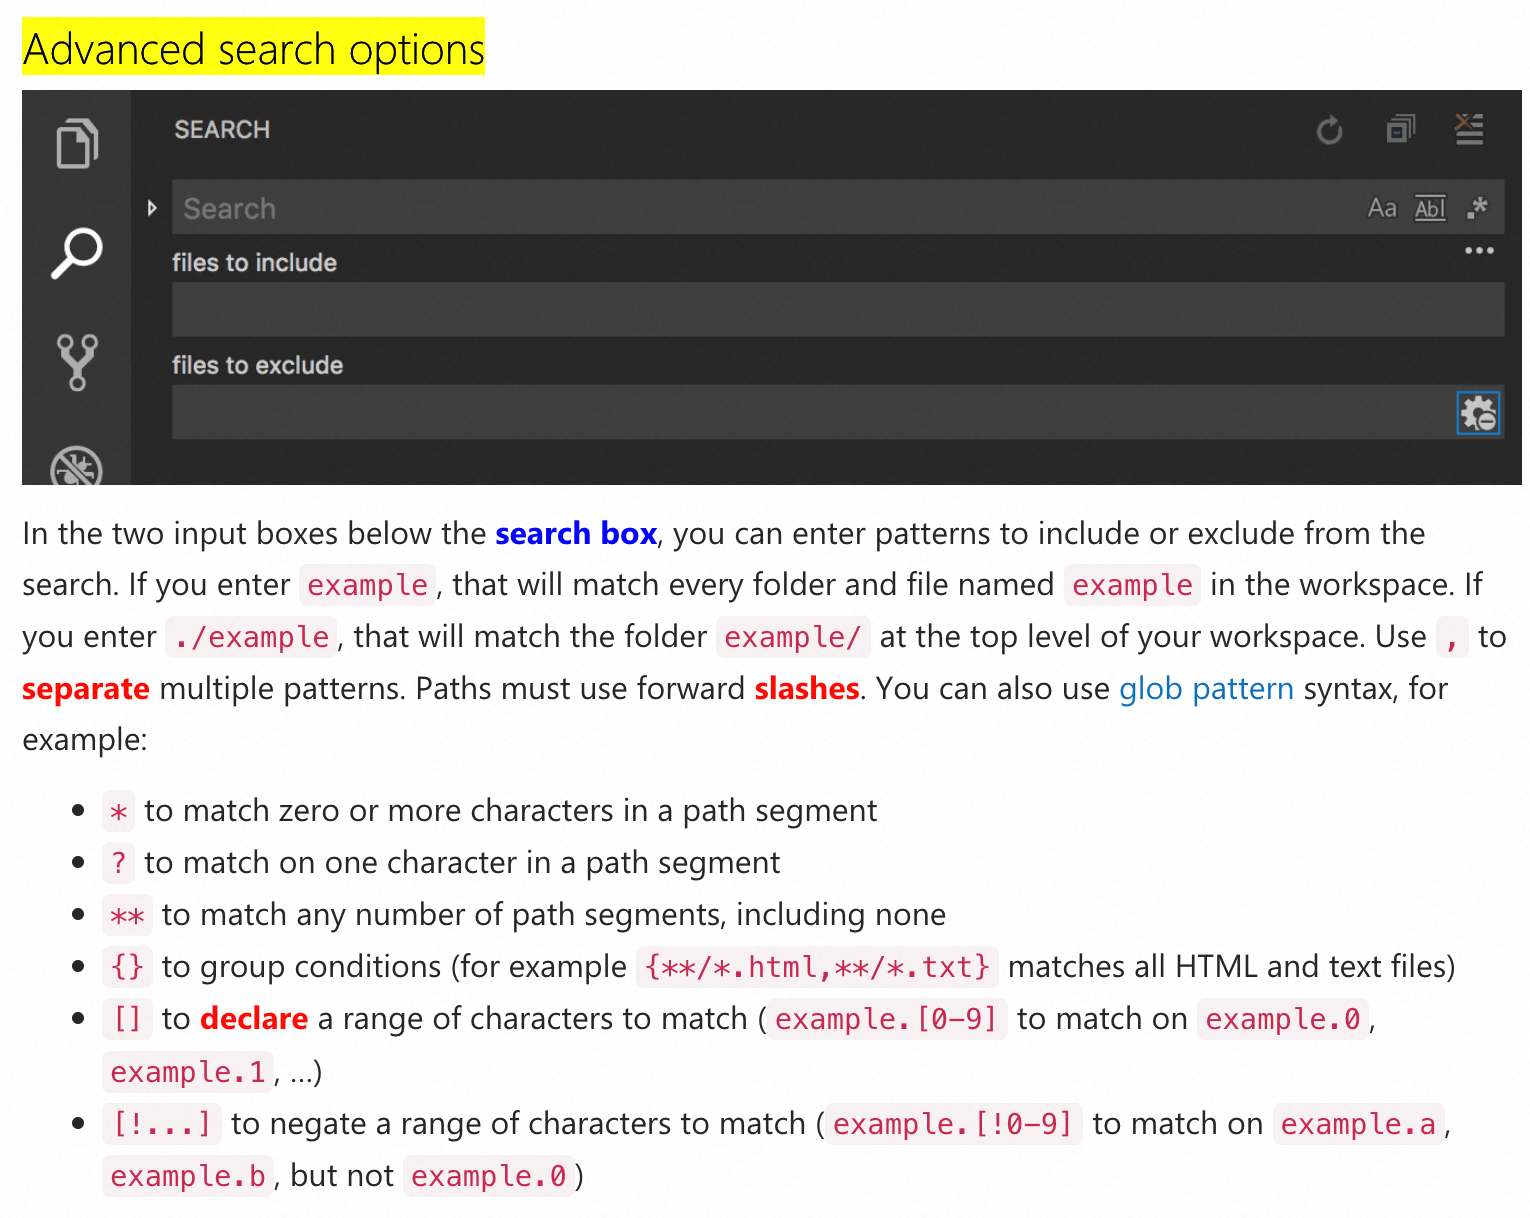 Advanced search options
SEARCH
Search
Aa Abl .*
files to include
files to exclude
In the two input boxes below the search box, you can enter patterns to include or exclude from the
search. If you enter example, that will match every folder and file named example in the workspace. If
you enter ./example, that will match the folder example/ at the top level of your workspace. Use , to
separate multiple patterns. Paths must use forward slashes. You can also use glob pattern syntax, for
example:
• * to match zero or more characters in a path segment
• ? to match on one character in a path segment
• ** to match any number of path segments, including none
• {} to group conditions (for example {**/*.html,**/*.txt} matches all HTML and text files)
• [] to declare a range of characters to match (example.[0-9] to match on example.0,
example.1, …)
• [!...] to negate a range of characters to match (example.[!0-9] to match on example.a,
example.b, but not example.0)